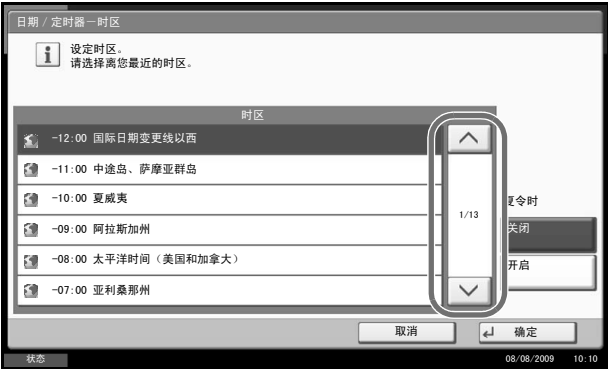 日期 / 定时器－时区
设定时区。
请选择离您最近的时区。
时区
-12:00 国际日期变更线以西
-11:00 中途岛、萨摩亚群岛
-10:00 夏威夷
-09:00 阿拉斯加州
-08:00 太平洋时间（美国和加拿大）
-07:00 亚利桑那州
1/13
夏令时
关闭
开启
取消
确定
状态
08/08/2009 10:10